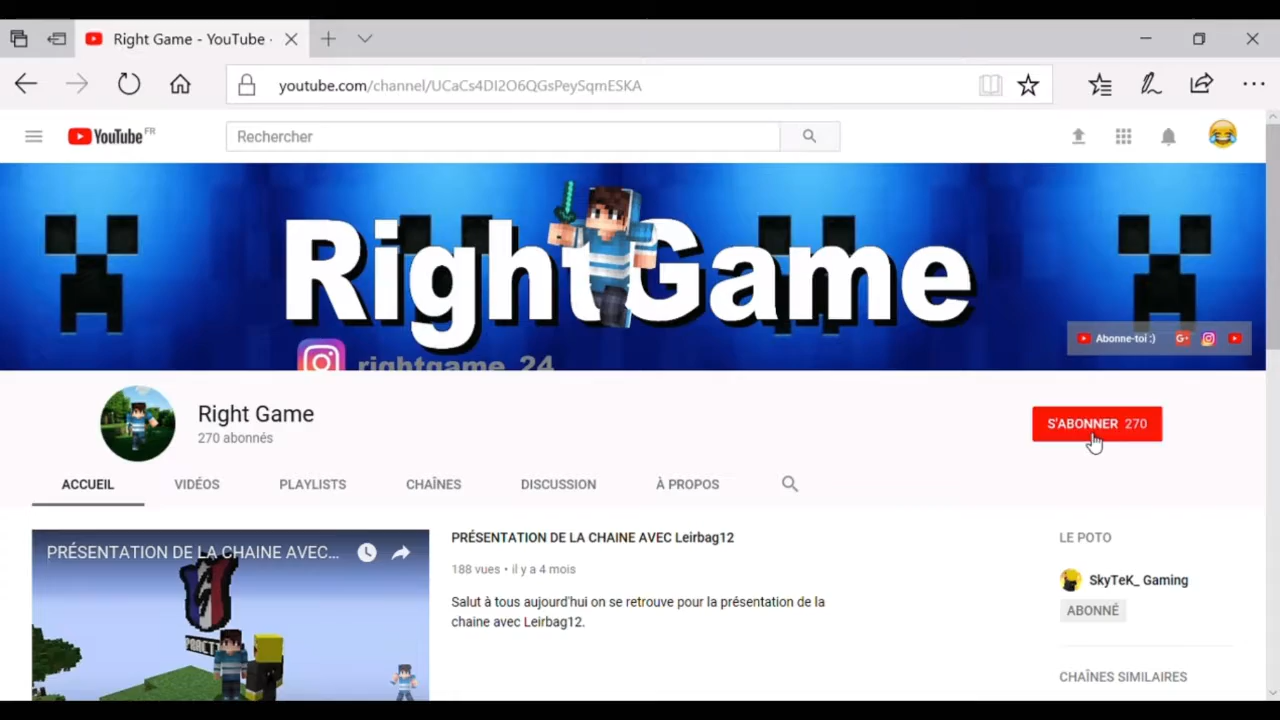 Right Game - YouTube -
youtube.com/channel/UCaCs4DI2O6QGsPeySqmESKA
YouTube FR
Rechercher
RightGame
rightgame_24
Abonne-toi :)
Right Game
270 abonnés
S'ABONNER 270
ACCUEIL VIDÉOS PLAYLISTS CHAÎNES DISCUSSION À PROPOS
PRÉSENTATION DE LA CHAINE AVEC...
PRÉSENTATION DE LA CHAINE AVEC Leirbag12
188 vues • il y a 4 mois
Salut à tous aujourd'hui on se retrouve pour la présentation de la
chaine avec Leirbag12.
LE POTO
SkyTeK_ Gaming
ABONNÉ
CHAÎNES SIMILAIRES